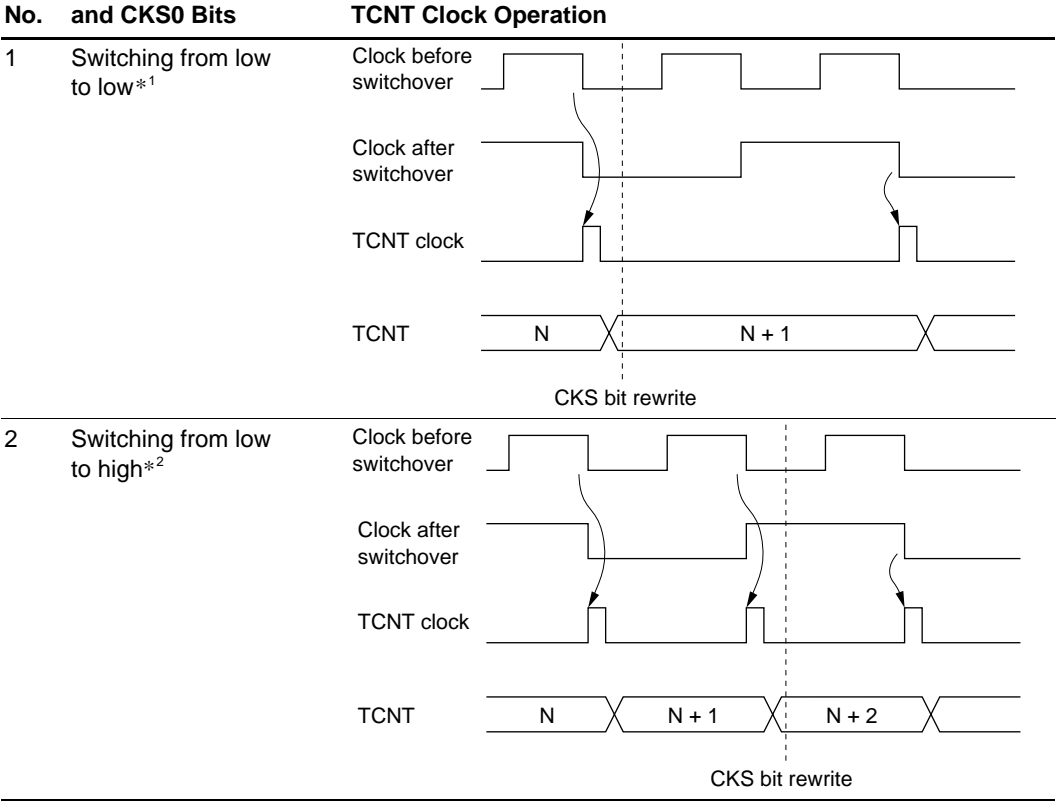 No. and CKS0 Bits TCNT Clock Operation
1 Switching from low
to low*1
Clock before
switchover
Clock after
switchover
TCNT clock
TCNT N N + 1
CKS bit rewrite
2 Switching from low
to high*2
Clock before
switchover
Clock after
switchover
TCNT clock
TCNT N N + 1 N + 2
CKS bit rewrite